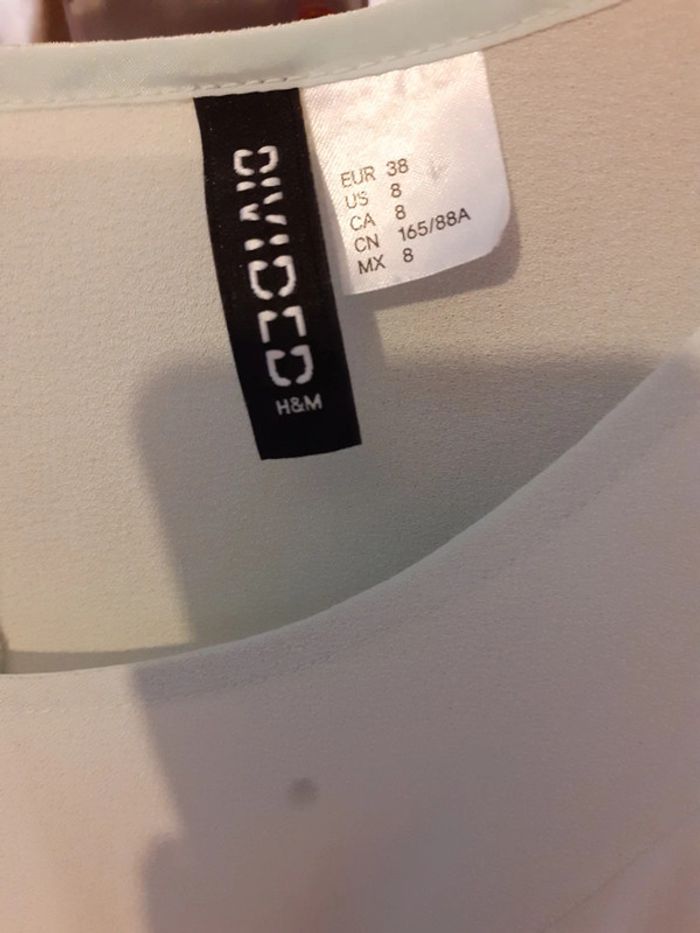 DIVIDED
H&M
EUR 38
US 8
CA 8
CN 165/88A
MX 8